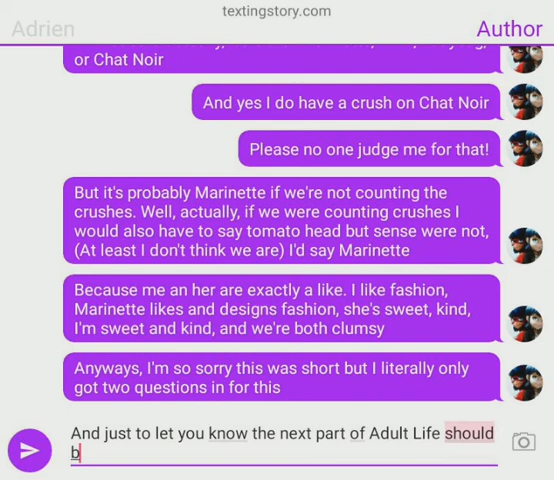 textingstory.com
Adrien
Author
or Chat Noir
And yes I do have a crush on Chat Noir
Please no one judge me for that!
But it's probably Marinette if we're not counting the
crushes. Well, actually, if we were counting crushes I
would also have to say tomato head but sense were not,
(At least I don't think we are) I'd say Marinette
Because me an her are exactly a like. I like fashion,
Marinette likes and designs fashion, she's sweet, kind,
I'm sweet and kind, and we're both clumsy
Anyways, I'm so sorry this was short but I literally only
got two questions in for this
And just to let you know the next part of Adult Life should
b